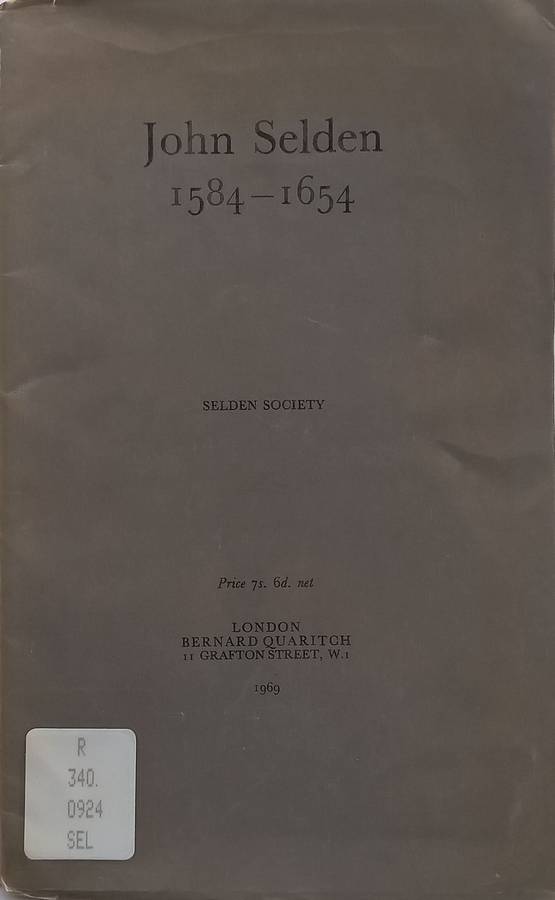 John Selden
1584–1654
SELDEN SOCIETY
Price 7s. 6d. net
LONDON
BERNARD QUARITCH
11 GRAFTON STREET, W.1
1969
R
340.
0924
SEL